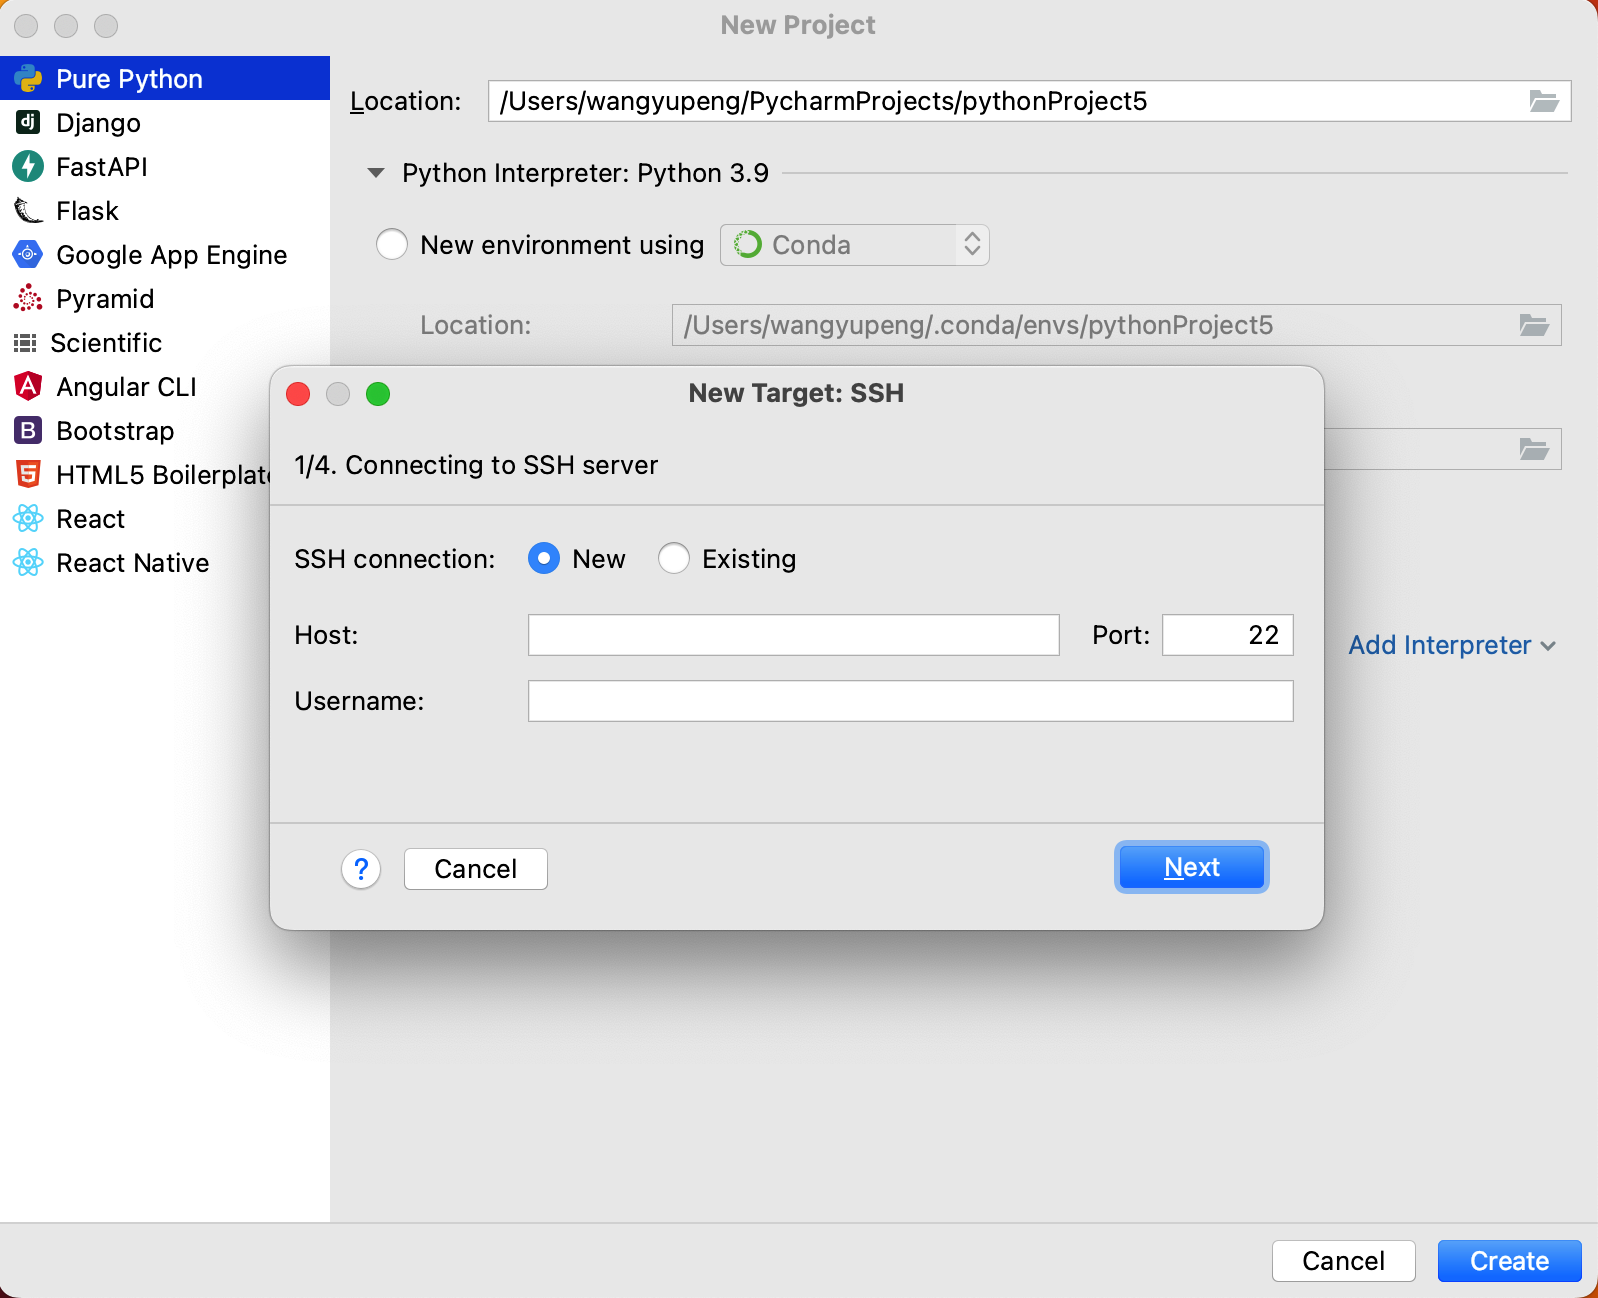 New Project
Pure Python
Django
FastAPI
Flask
Google App Engine
Pyramid
Scientific
Angular CLI
Bootstrap
HTML5 Boilerplate
React
React Native
Location: /Users/wangyupeng/PycharmProjects/pythonProject5
Python Interpreter: Python 3.9
New environment using Conda
Location: /Users/wangyupeng/.conda/envs/pythonProject5
New Target: SSH
1/4. Connecting to SSH server
SSH connection: New Existing
Host: Port: 22
Username:
? Cancel Next
Add Interpreter
Cancel Create